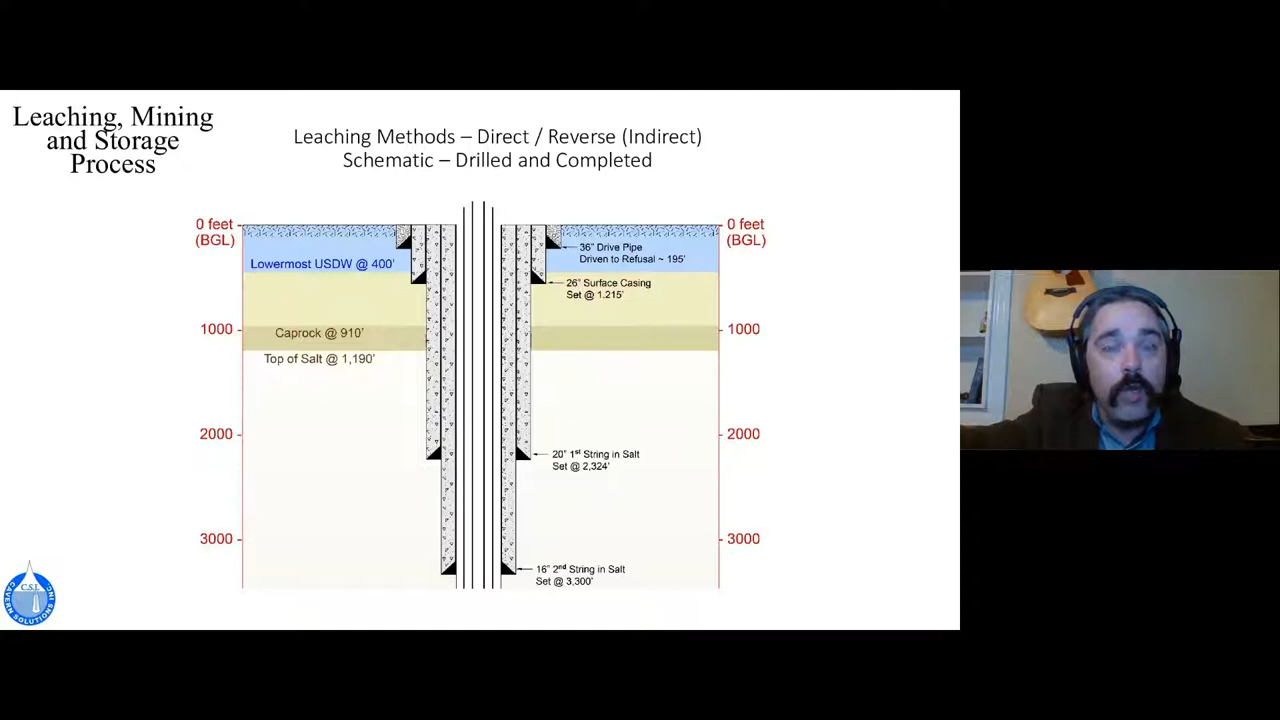 Leaching, Mining
and Storage
Process
Leaching Methods – Direct / Reverse (Indirect)
Schematic – Drilled and Completed
0 feet
(BGL)
0 feet
(BGL)
36” Drive Pipe
Driven to Refusal ~ 195’
Lowermost USDW @ 400’
26” Surface Casing
Set @ 1.215’
1000
Caprock @ 910’
1000
Top of Salt @ 1,190’
2000
2000
20” 1st String in Salt
Set @ 2,324’
3000
3000
16” 2nd String in Salt
Set @ 3,300’
C.S.I.
CAVERN SOLUTIONS INC.